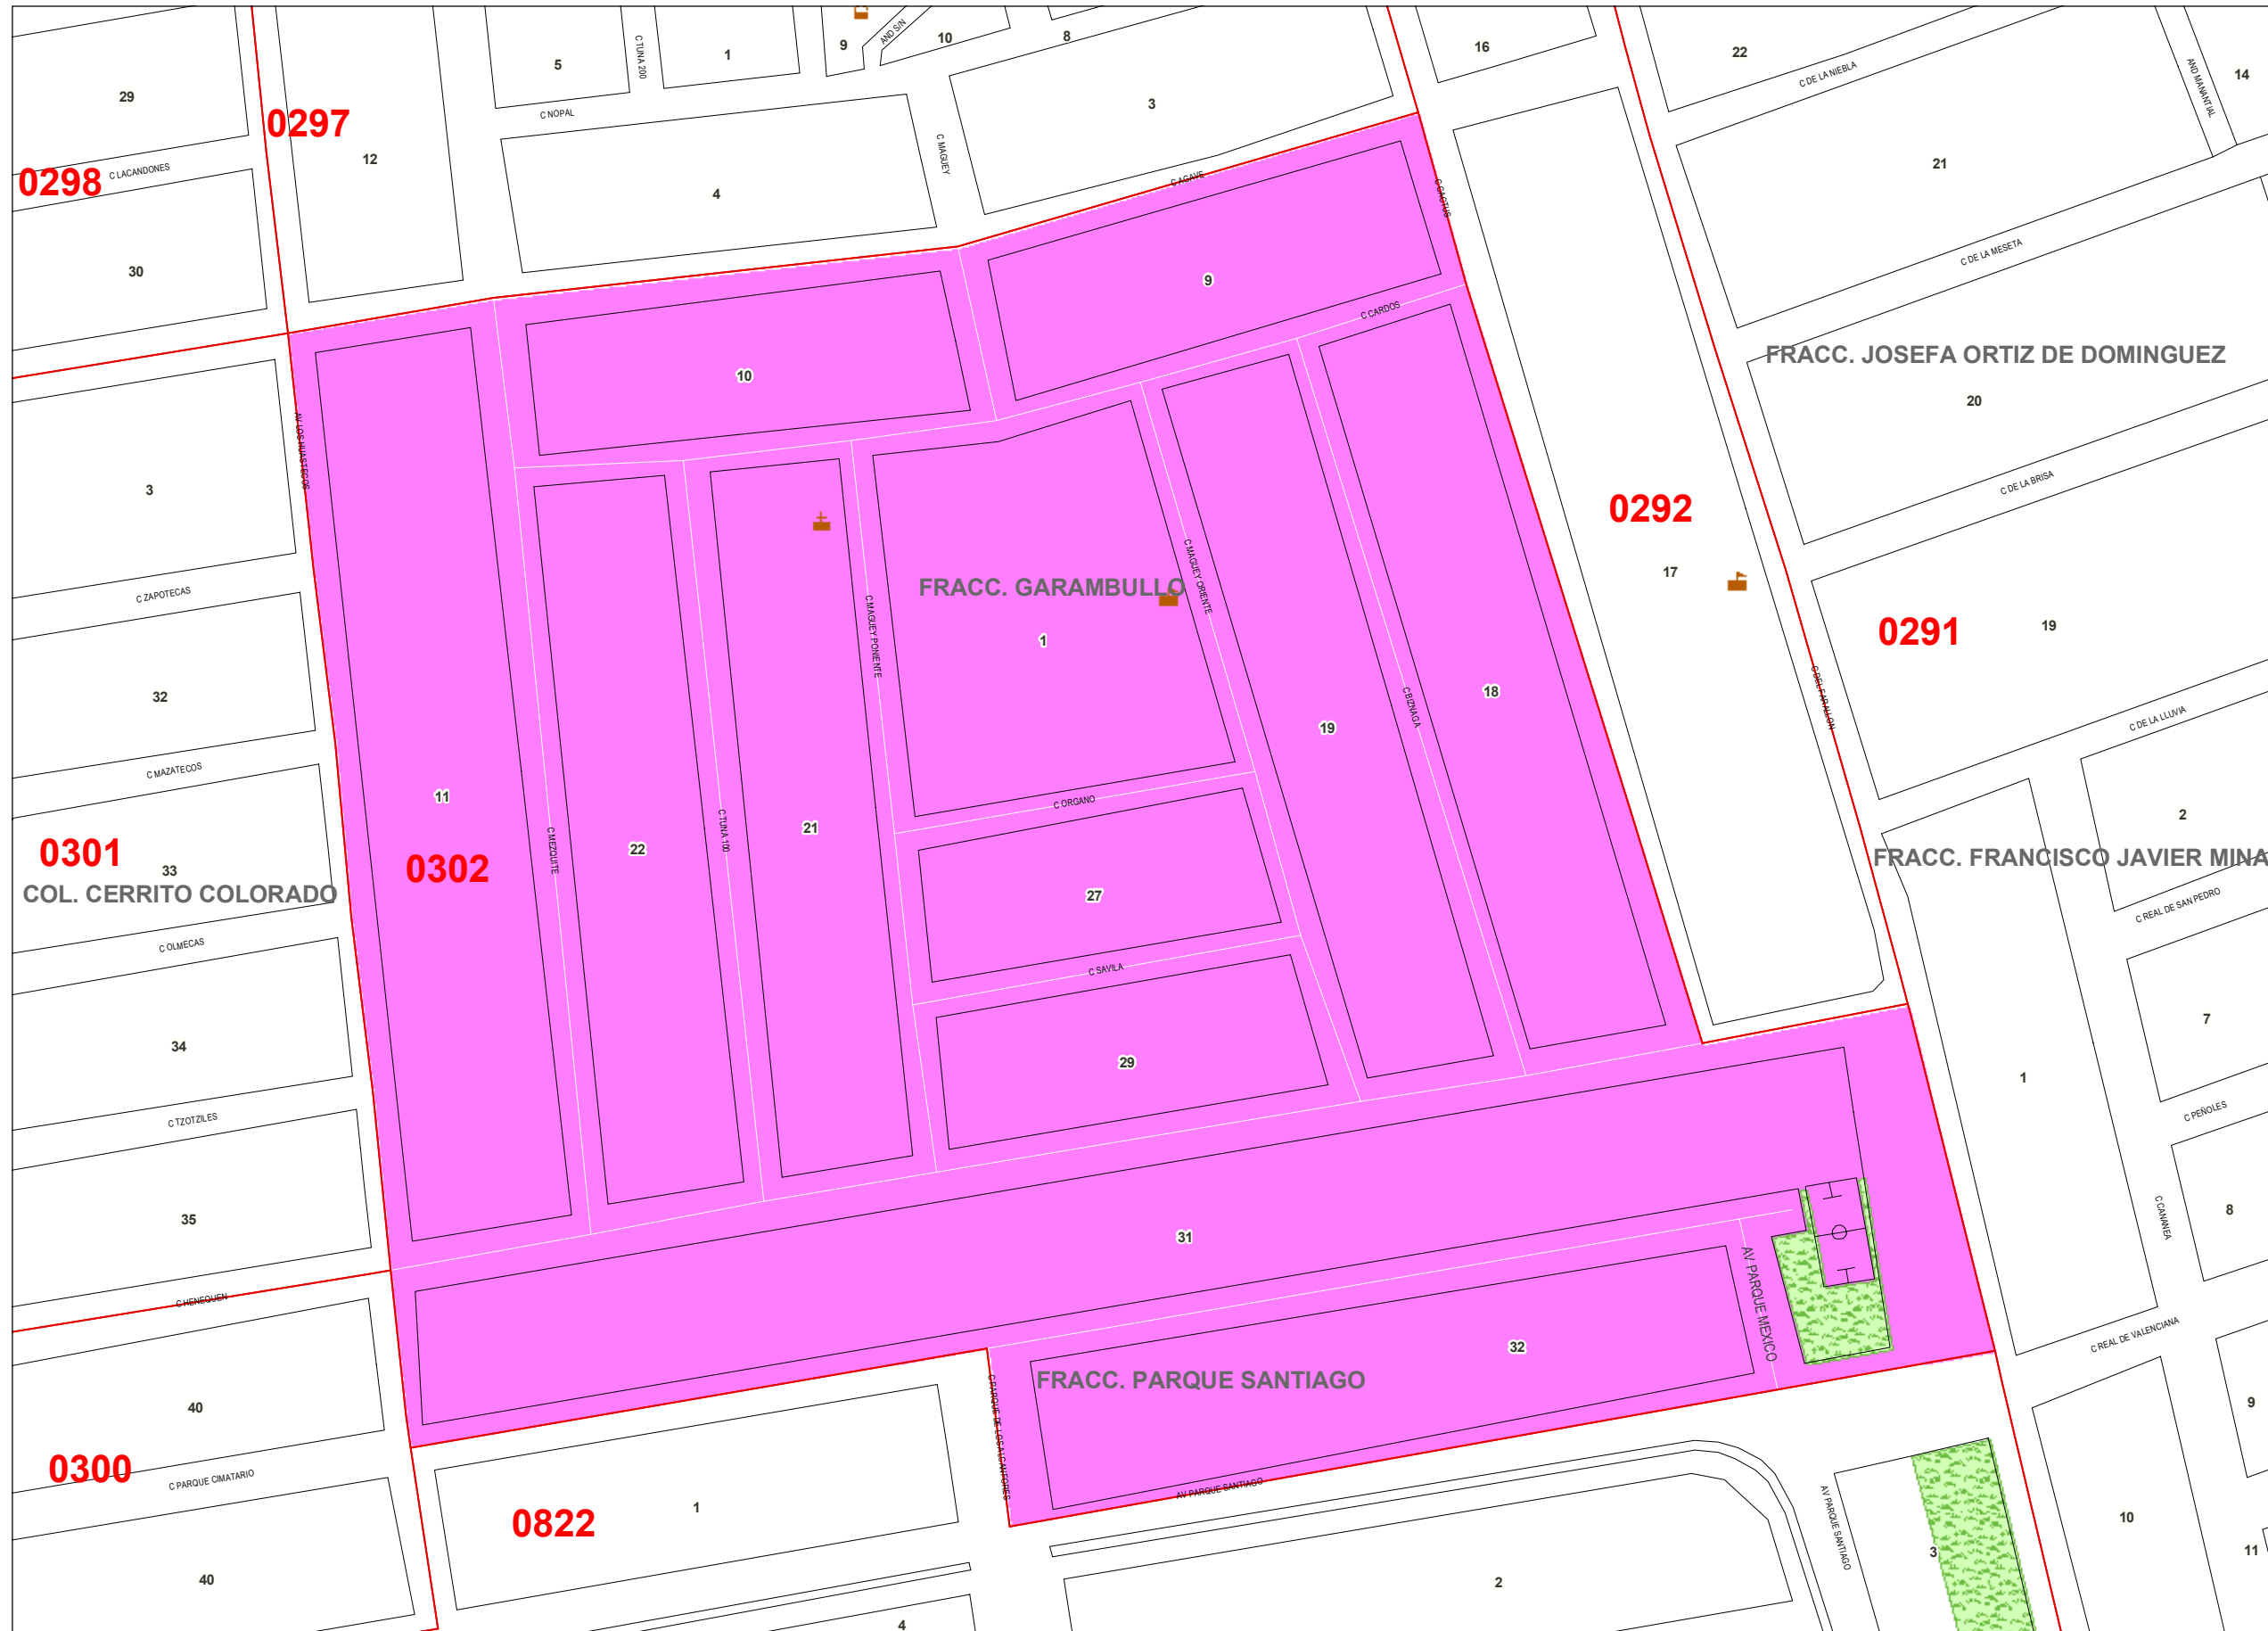 5
C TUNA 200
1
9
AND S/N
10
8
16
22
C DE LA NIEBLA
AND MANANTIAL
14
29
0297
C NOPAL
3
12
C MAGUEY
21
0298
C LACANDONES
4
C AGAVE
C CACTUS
30
9
C DE LA MESETA
C CARDOS
FRACC. JOSEFA ORTIZ DE DOMINGUEZ
10
20
AV LOS HUASTECOS
3
C DE LA BRISA
0292
17
C MAGUEY ORIENTE
FRACC. GARAMBULLO
C ZAPOTECAS
C MAGUEY PONIENTE
1
0291
19
32
C BIZNAGA
18
C DEL FARALLON
19
C DE LA LLUVIA
C MAZATECOS
11
C ORGANO
2
C MEZQUITE
22
C TUNA 100
21
0301
33
0302
FRACC. FRANCISCO JAVIER MINA
COL. CERRITO COLORADO
27
C REAL DE SAN PEDRO
C OLMECAS
C SAVILA
34
29
7
1
C TZOTZILES
C PEÑOLES
35
31
8
C CANANEA
C HENEQUEN
AV PARQUE MEXICO
C REAL DE VALENCIANA
32
FRACC. PARQUE SANTIAGO
C PARQUE DE LOS ALCANFORES
40
9
0300
C PARQUE CIMATARIO
AV PARQUE SANTIAGO
1
0822
AV PARQUE SANTIAGO
10
3
11
40
2
4